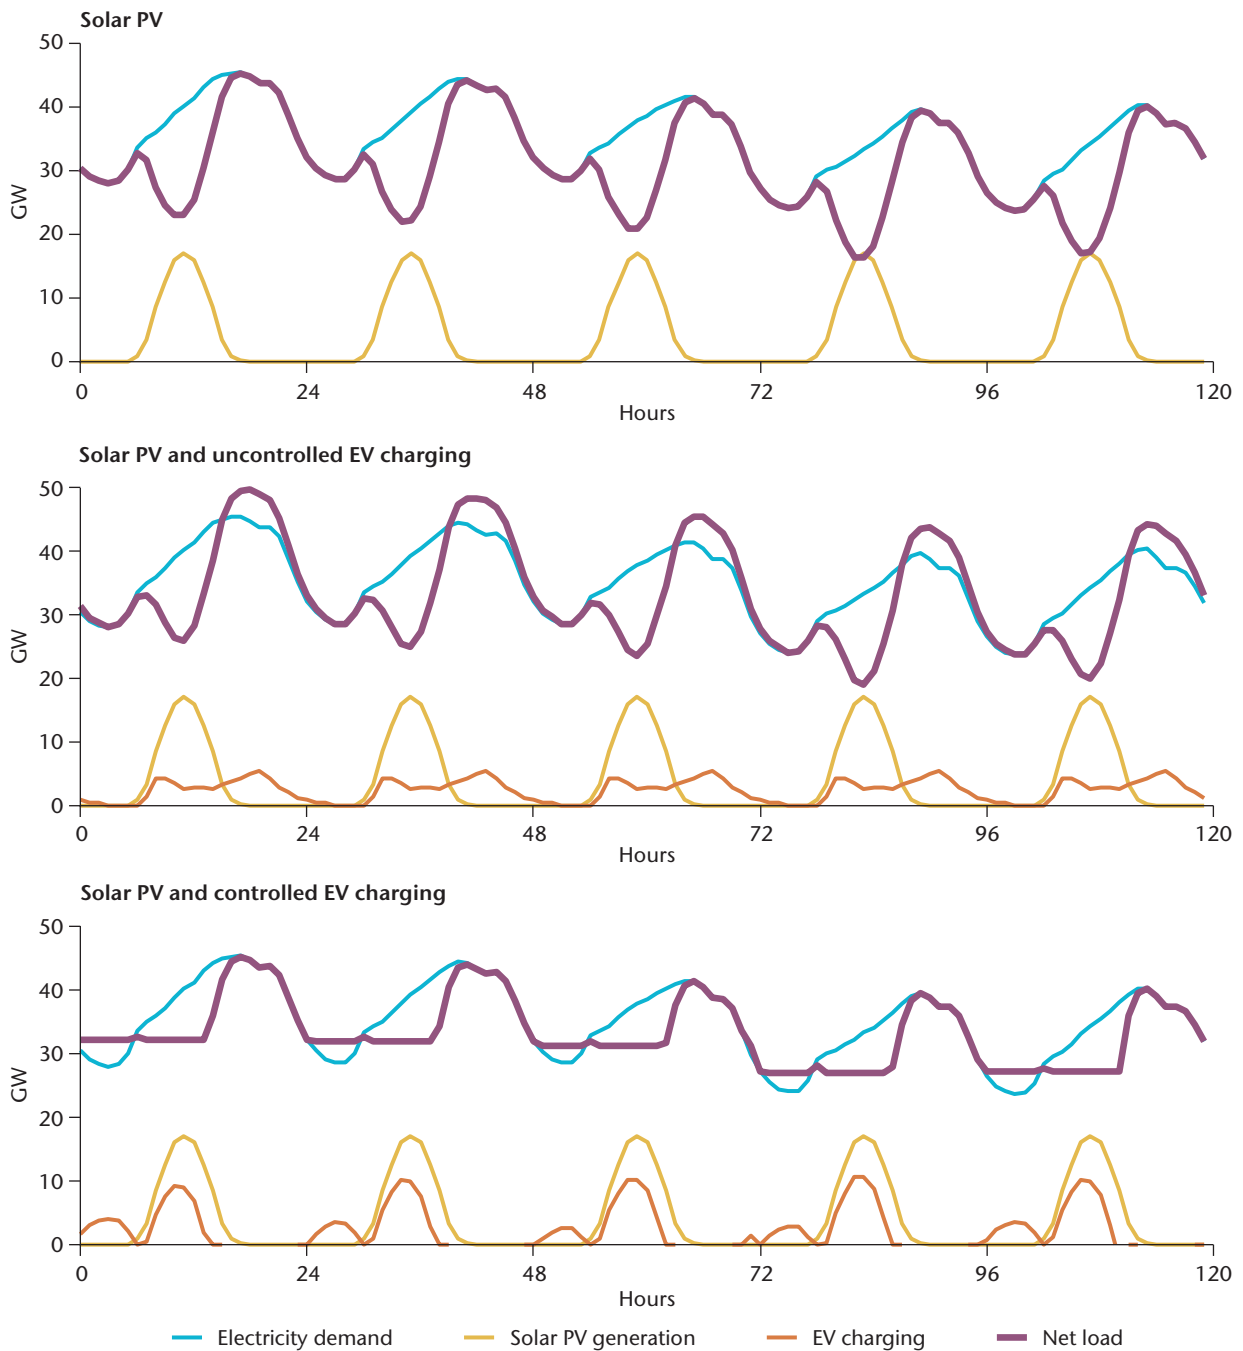 Solar PV
50
40
30
20
10
0
GW
0 24 48 72 96 120
Hours
Solar PV and uncontrolled EV charging
50
40
30
20
10
0
GW
0 24 48 72 96 120
Hours
Solar PV and controlled EV charging
50
40
30
20
10
0
GW
0 24 48 72 96 120
Hours
Electricity demand Solar PV generation EV charging Net load